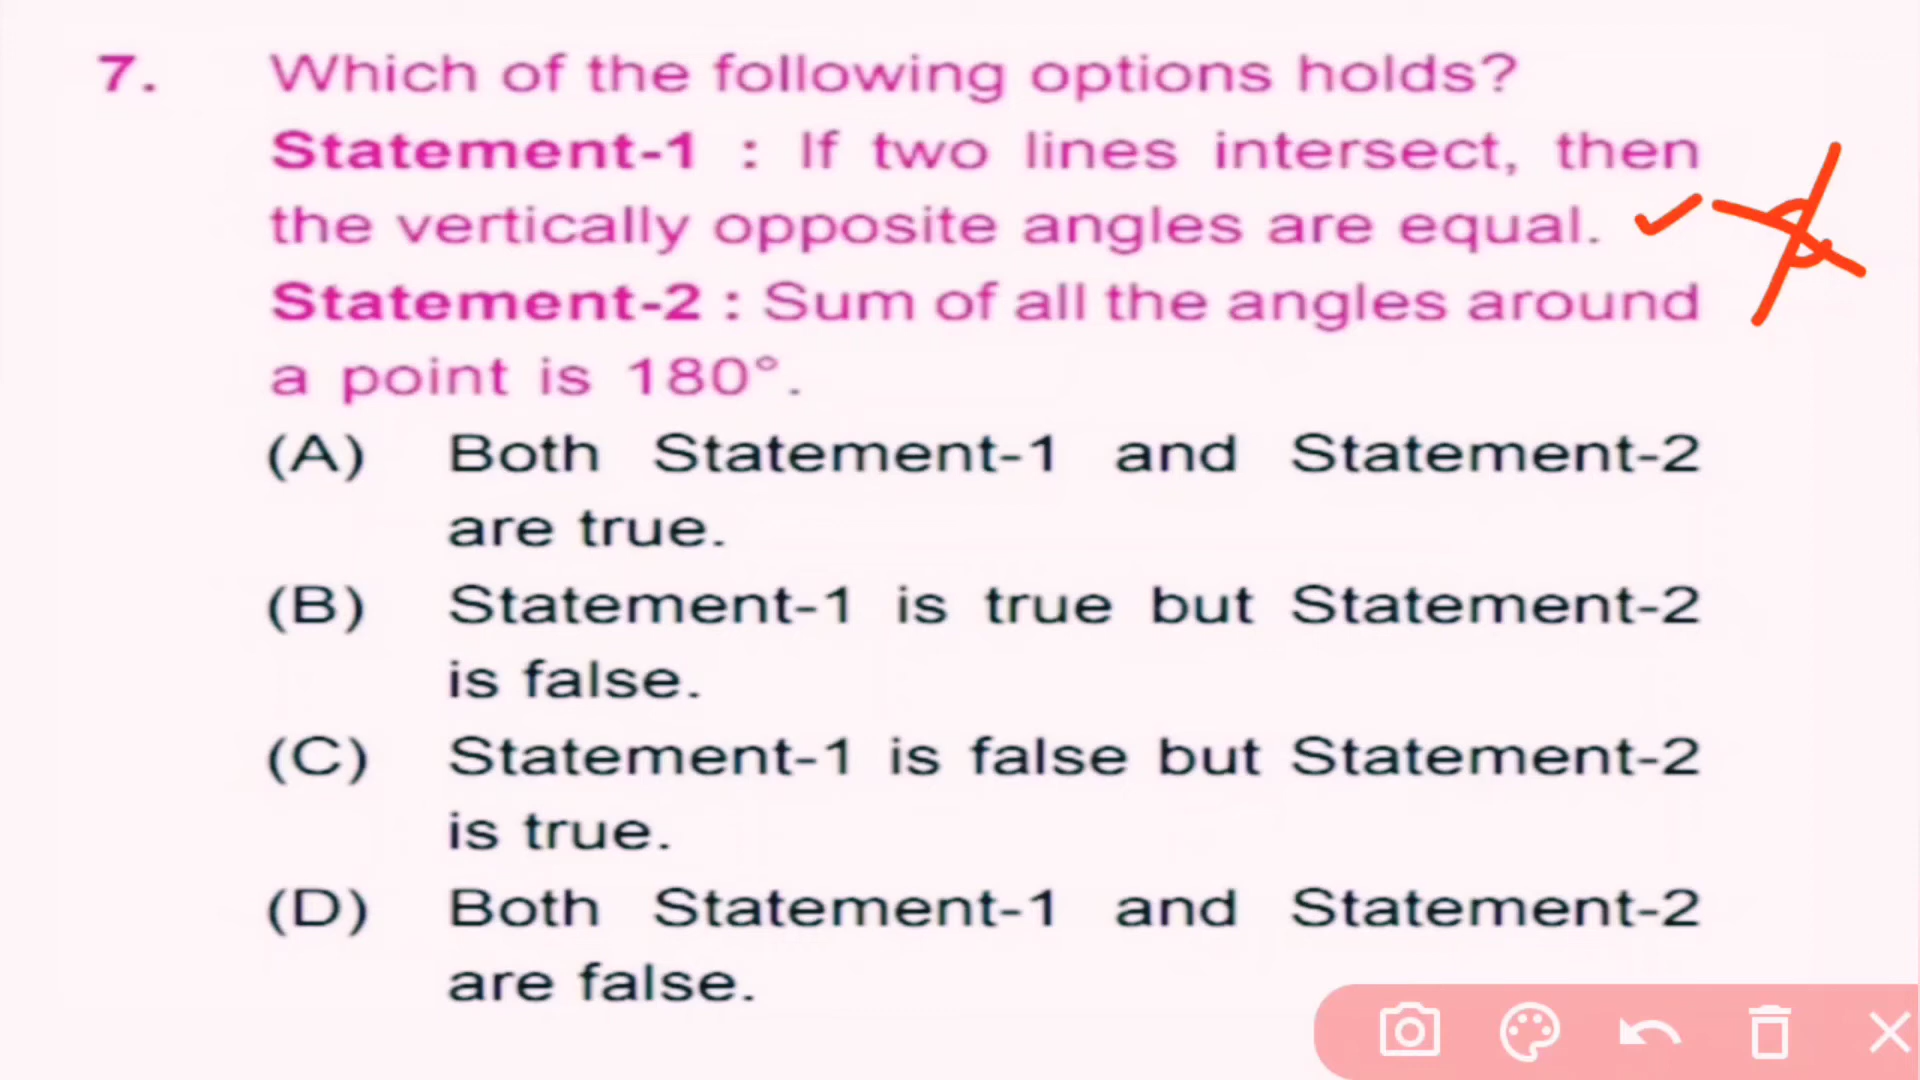 7. Which of the following options holds?
Statement-1 : If two lines intersect, then
the vertically opposite angles are equal.
Statement-2 : Sum of all the angles around
a point is 180°.
(A) Both Statement-1 and Statement-2
are true.
(B) Statement-1 is true but Statement-2
is false.
(C) Statement-1 is false but Statement-2
is true.
(D) Both Statement-1 and Statement-2
are false.